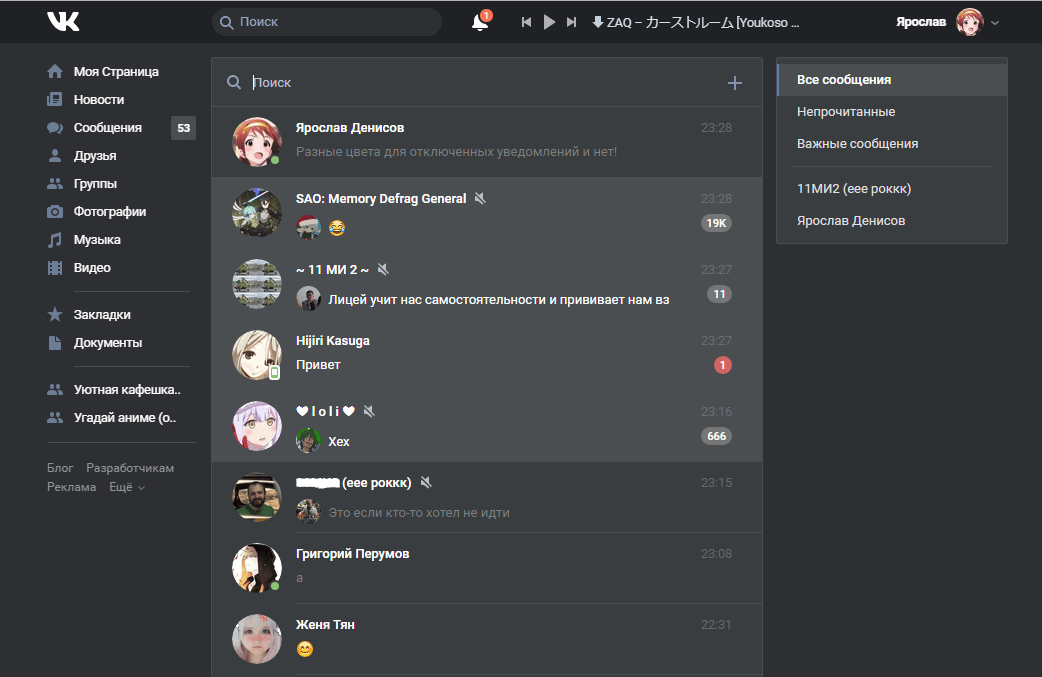 Поиск
1
ZAQ – カーストルーム [Youkoso ...
Ярослав
Моя Страница
Новости
Сообщения 53
Друзья
Группы
Фотографии
Музыка
Видео
Закладки
Документы
Уютная кафешка..
Угадай аниме (о..
Блог Разработчикам
Реклама Ещё
Поиск
Ярослав Денисов 23:28
Разные цвета для отключенных уведомлений и нет!
SAO: Memory Defrag General 23:28
😂 19K
~ 11 МИ 2 ~ 23:27
Лицей учит нас самостоятельности и прививает нам вз 11
Hijiri Kasuga 23:27
Привет 1
♥ l o l i ♥ 23:16
Хех 666
(еее роккк) 23:15
Это если кто-то хотел не идти
Григорий Перумов 23:08
а
Женя Тян 22:31
😊
Все сообщения
Непрочитанные
Важные сообщения
11МИ2 (еее роккк)
Ярослав Денисов